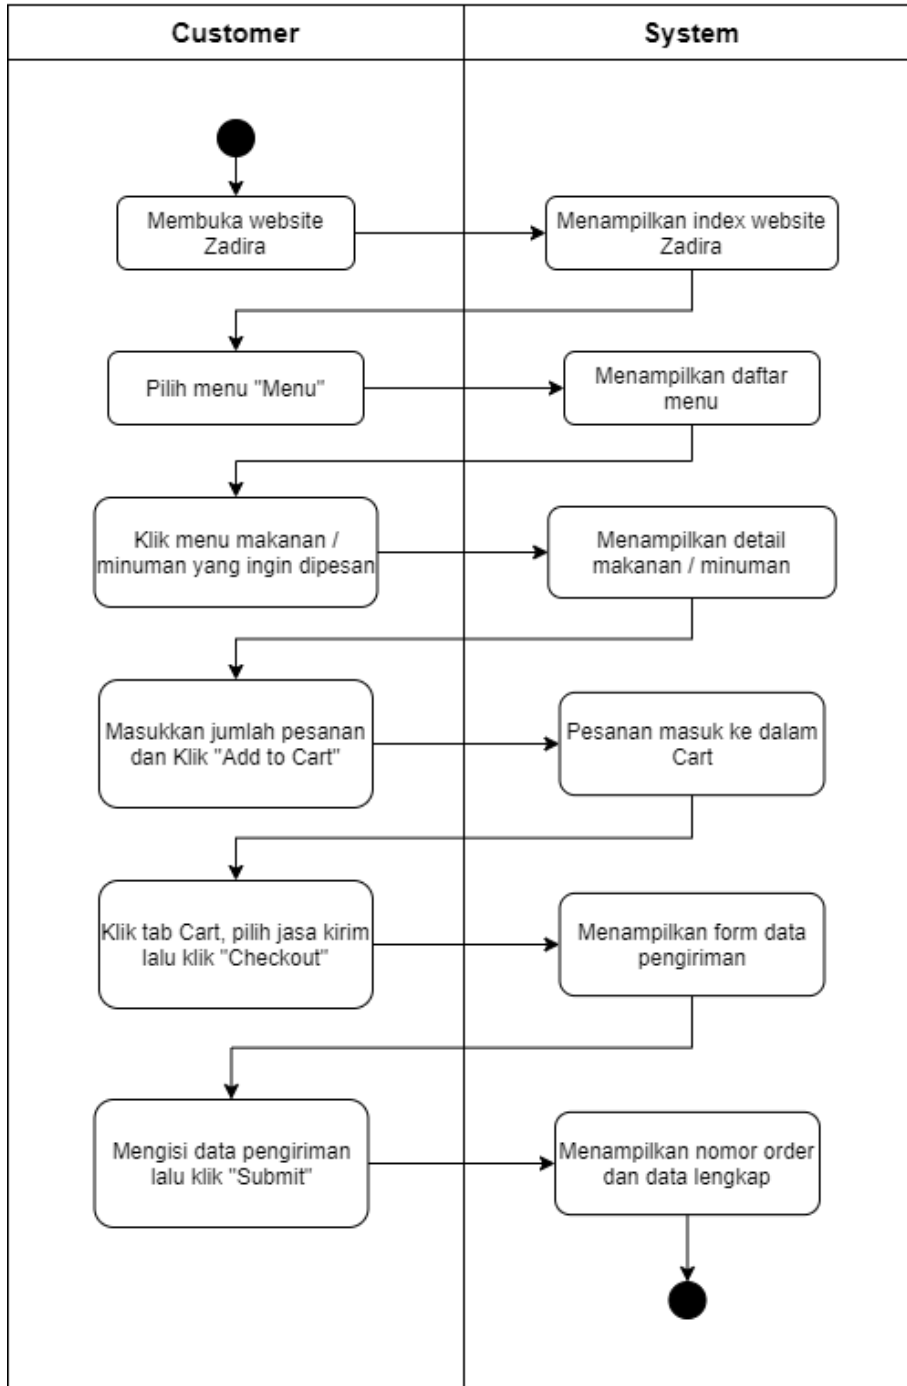 Customer
System
Membuka website
Zadira
Menampilkan index website
Zadira
Pilih menu "Menu"
Menampilkan daftar
menu
Klik menu makanan /
minuman yang ingin dipesan
Menampilkan detail
makanan / minuman
Masukkan jumlah pesanan
dan Klik "Add to Cart"
Pesanan masuk ke dalam
Cart
Klik tab Cart, pilih jasa kirim
lalu klik "Checkout"
Menampilkan form data
pengiriman
Mengisi data pengiriman
lalu klik "Submit"
Menampilkan nomor order
dan data lengkap